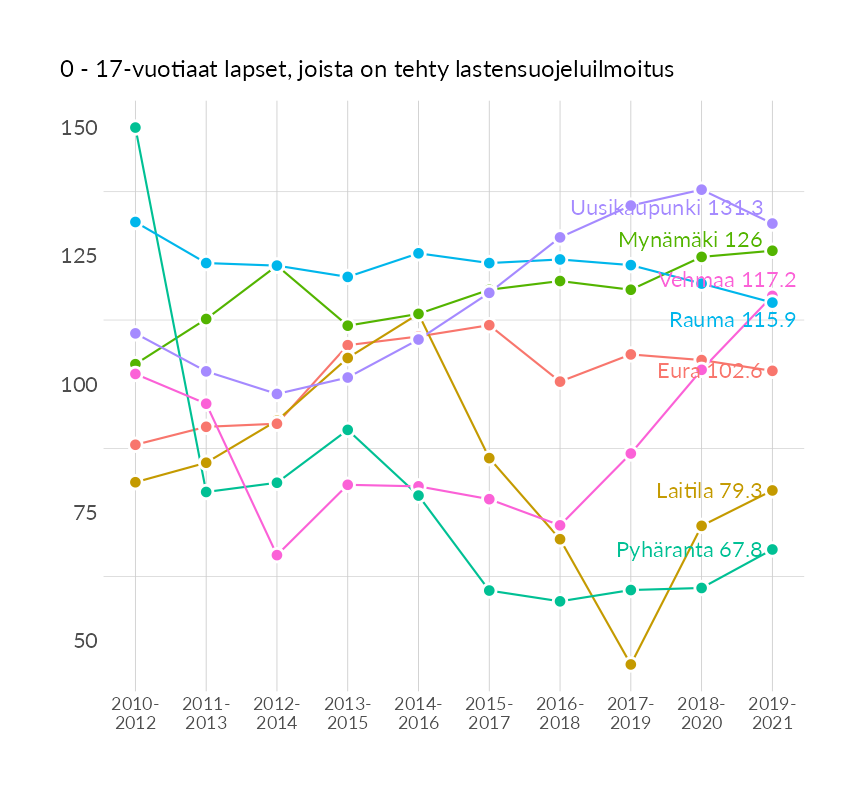 0 - 17-vuotiaat lapset, joista on tehty lastensuojeluilmoitus
150
125
100
75
50
Uusikaupunki 131.3
Mynämäki 126
Vehmaa 117.2
Rauma 115.9
Eura 102.6
Laitila 79.3
Pyhäranta 67.8
2010- 2011- 2012- 2013- 2014- 2015- 2016- 2017- 2018- 2019-
2012 2013 2014 2015 2016 2017 2018 2019 2020 2021